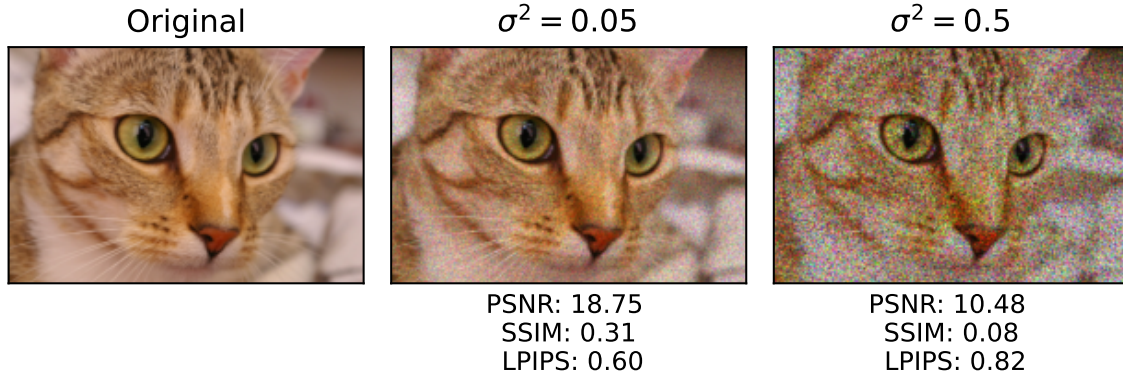 Original
σ² = 0.05
σ² = 0.5
PSNR: 18.75
SSIM: 0.31
LPIPS: 0.60
PSNR: 10.48
SSIM: 0.08
LPIPS: 0.82